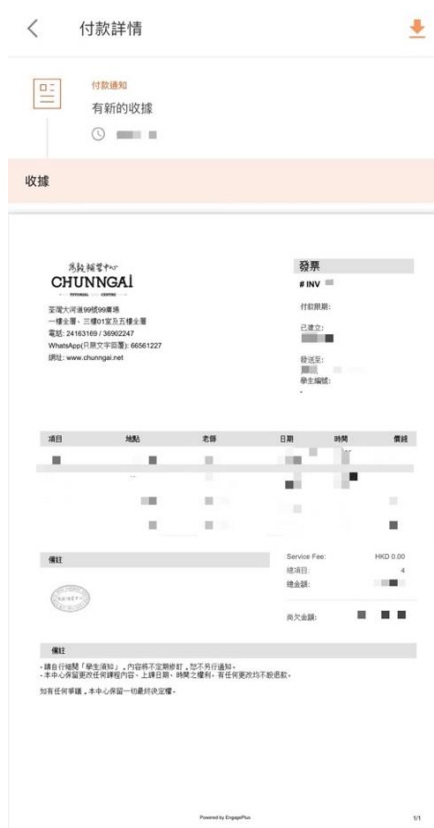 付款詳情
付款通知
有新的收據
收據
CHUNNGAI
TUTORIAL CENTRE
荃灣大河道99號99廣場
一樓全層、三樓01室及五樓全層
電話: 24163169 / 36902247
WhatsApp(只限文字回覆): 66561227
網址: www.chunngai.net
發票
# INV
付款限期:
已建立:
發送至:
學生編號:
-
項目 地點 老師 日期 時間 價錢
備註
Service Fee: HKD 0.00
總項目: 4
總金額:
尚欠金額:
備註
- 請自行細閱「學生須知」，內容將不定期修訂，恕不另行通知。
- 本中心保留更改任何課程內容、上課日期、時間之權利。有任何更改均不設退款。
如有任何爭議，本中心保留一切最終決定權。
Powered by EngagePlus
1/1